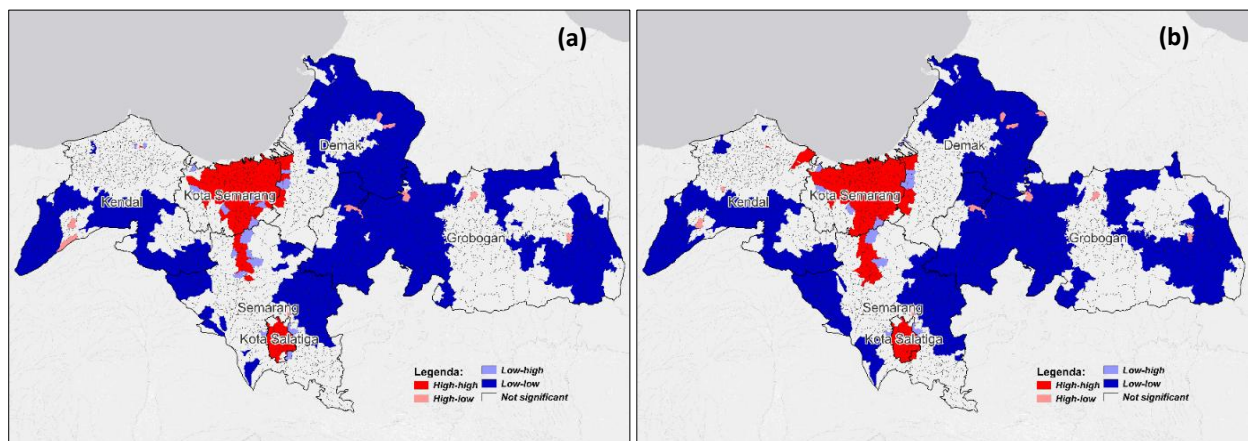 (a)
Demak
Kota Semarang
Kendal
Grobogan
Semarang
Kota Salatiga
Legenda:
High-high
High-low
Low-high
Low-low
Not significant
(b)
Demak
Kota Semarang
Kendal
Grobogan
Semarang
Kota Salatiga
Legenda:
High-high
High-low
Low-high
Low-low
Not significant